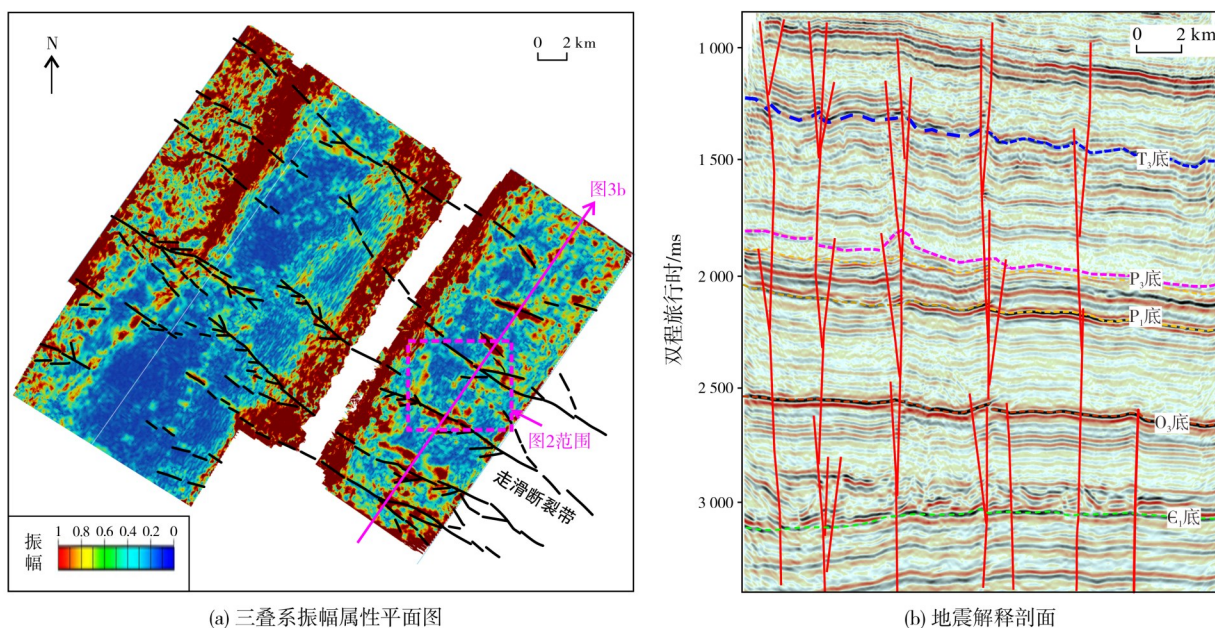 N
0 2 km
图3b
图2范围
走滑断裂带
振幅
1 0.8 0.6 0.4 0.2 0
(a) 三叠系振幅属性平面图
0 2 km
双程旅行时/ms
1 000
1 500
2 000
2 500
3 000
T₃底
P₃底
P₁底
O₃底
Є₁底
(b) 地震解释剖面